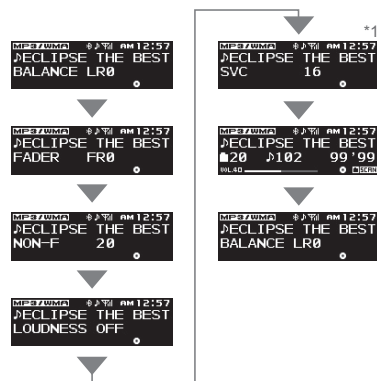 MP3/WMA AM12:57
♪ECLIPSE THE BEST
BALANCE LR0
MP3/WMA AM12:57
♪ECLIPSE THE BEST
FADER FR0
MP3/WMA AM12:57
♪ECLIPSE THE BEST
NON-F 20
MP3/WMA AM12:57
♪ECLIPSE THE BEST
LOUDNESS OFF
*1
MP3/WMA AM12:57
♪ECLIPSE THE BEST
SVC 16
MP3/WMA AM12:57
♪ECLIPSE THE BEST
20 ♪102 99'99
VOL.40 SCAN
MP3/WMA AM12:57
♪ECLIPSE THE BEST
BALANCE LR0